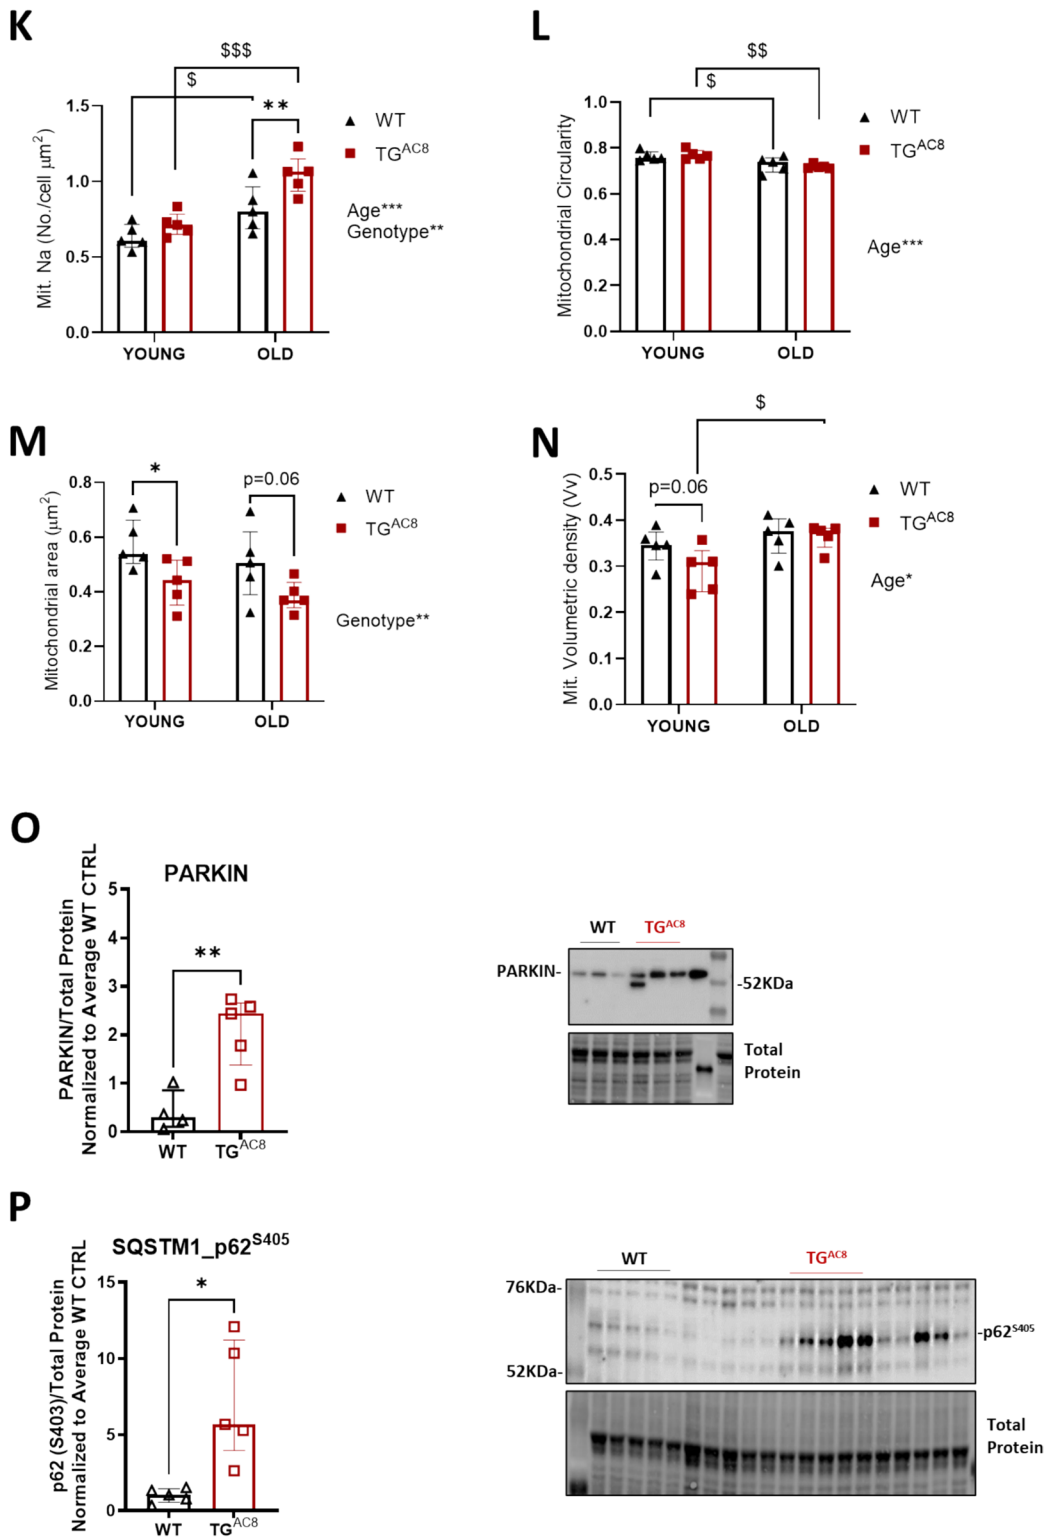 K
$$$
$
**
1.5
1.0
0.5
0.0
Mit. Na (No./cell μm²)
YOUNG
OLD
WT
TG^AC8
Age***
Genotype**
L
$$
$
1.0
0.8
0.6
0.4
0.2
0.0
Mitochondrial Circularity
YOUNG
OLD
WT
TG^AC8
Age***
M
*
p=0.06
0.8
0.6
0.4
0.2
0.0
Mitochondrial area (μm²)
YOUNG
OLD
WT
TG^AC8
Genotype**
N
$
p=0.06
0.5
0.4
0.3
0.2
0.1
0.0
Mit. Volumetric density (Vv)
YOUNG
OLD
WT
TG^AC8
Age*
O
PARKIN
**
5
4
3
2
1
0
PARKIN/Total Protein
Normalized to Average WT CTRL
WT
TG^AC8
WT
TG^AC8
PARKIN-
-52KDa
Total
Protein
P
SQSTM1_p62^S405
*
15
10
5
0
p62 (S403)/Total Protein
Normalized to Average WT CTRL
WT
TG^AC8
WT
TG^AC8
76KDa-
-p62^S405
52KDa-
Total
Protein